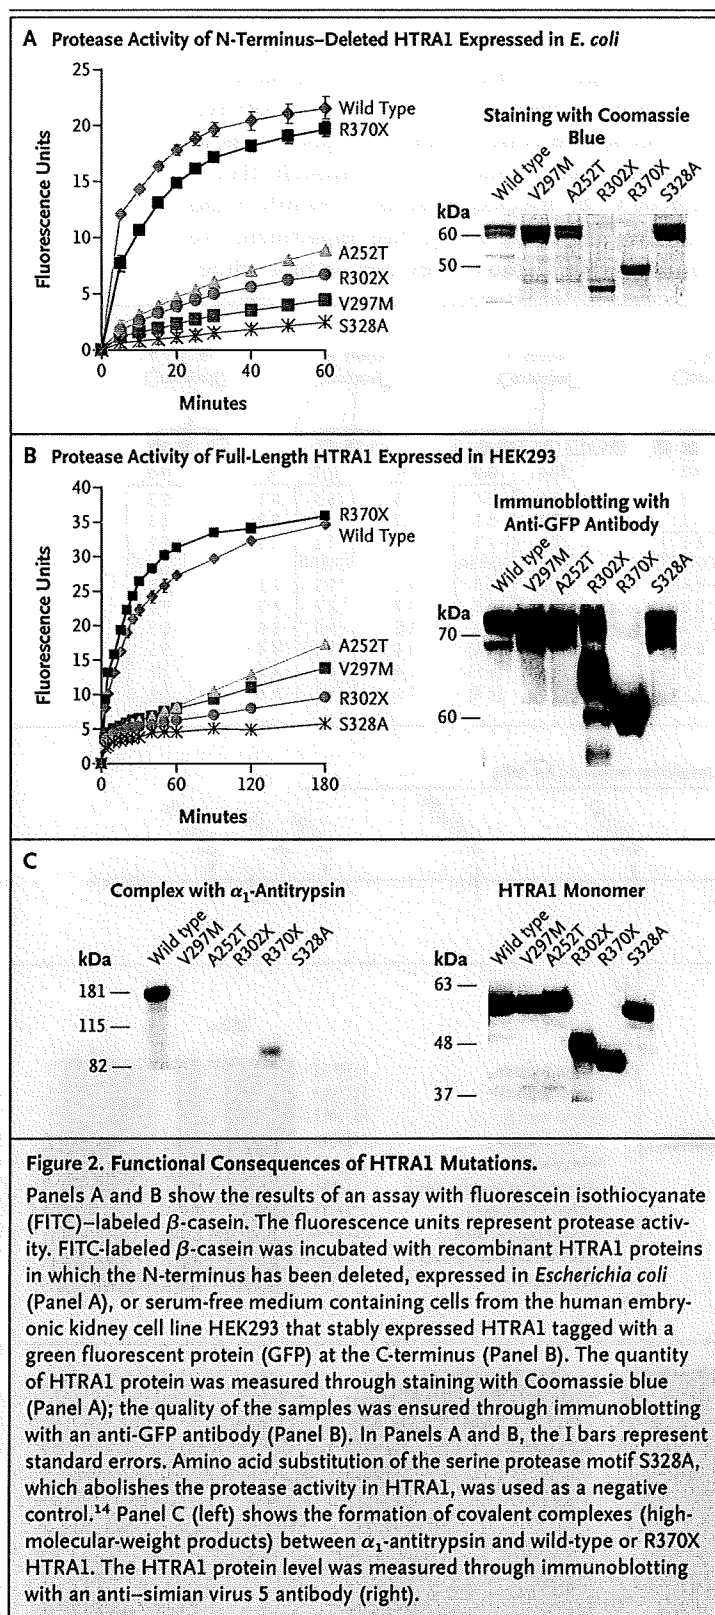 A Protease Activity of N-Terminus–Deleted HTRA1 Expressed in E. coli
Fluorescence Units
25
20
15
10
5
0
0 20 40 60
Minutes
Wild Type
R370X
A252T
R302X
V297M
S328A
Staining with Coomassie
Blue
Wild type V297M A252T R302X R370X S328A
kDa
60
50
B Protease Activity of Full-Length HTRA1 Expressed in HEK293
Fluorescence Units
40
35
30
25
20
15
10
5
0
0 60 120 180
Minutes
R370X
Wild Type
A252T
V297M
R302X
S328A
Immunoblotting with
Anti-GFP Antibody
Wild type V297M A252T R302X R370X S328A
kDa
70
60
C
Complex with α1-Antitrypsin
Wild type V297M A252T R302X R370X S328A
kDa
181
115
82
HTRA1 Monomer
Wild type V297M A252T R302X R370X S328A
kDa
63
48
37
Figure 2. Functional Consequences of HTRA1 Mutations.
Panels A and B show the results of an assay with fluorescein isothiocyanate
(FITC)–labeled β-casein. The fluorescence units represent protease activ-
ity. FITC-labeled β-casein was incubated with recombinant HTRA1 proteins
in which the N-terminus has been deleted, expressed in Escherichia coli
(Panel A), or serum-free medium containing cells from the human embry-
onic kidney cell line HEK293 that stably expressed HTRA1 tagged with a
green fluorescent protein (GFP) at the C-terminus (Panel B). The quantity
of HTRA1 protein was measured through staining with Coomassie blue
(Panel A); the quality of the samples was ensured through immunoblotting
with an anti-GFP antibody (Panel B). In Panels A and B, the I bars represent
standard errors. Amino acid substitution of the serine protease motif S328A,
which abolishes the protease activity in HTRA1, was used as a negative
control.14 Panel C (left) shows the formation of covalent complexes (high-
molecular-weight products) between α1-antitrypsin and wild-type or R370X
HTRA1. The HTRA1 protein level was measured through immunoblotting
with an anti–simian virus 5 antibody (right).